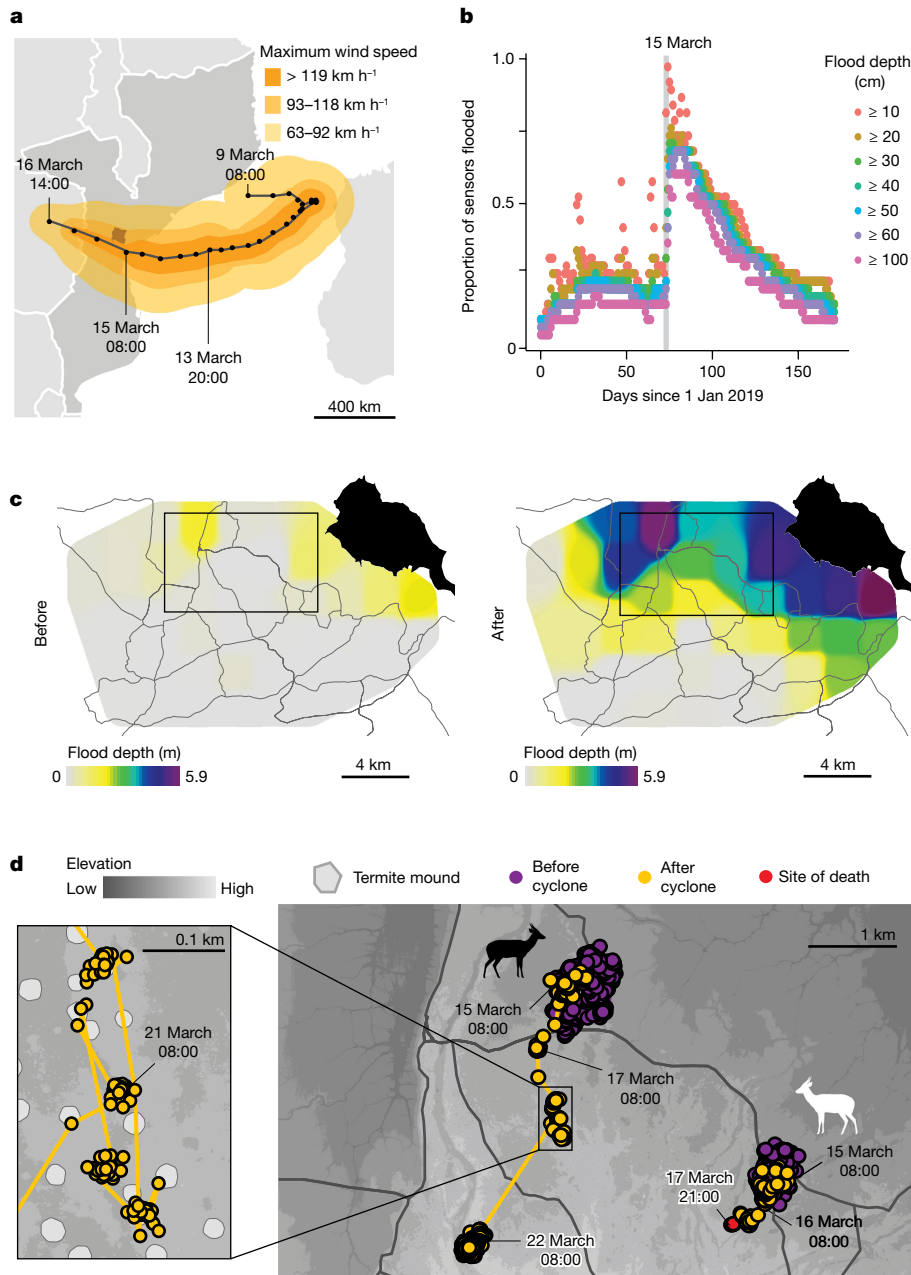 a
Maximum wind speed
> 119 km h⁻¹
93–118 km h⁻¹
63–92 km h⁻¹
16 March
14:00
9 March
08:00
15 March
08:00
13 March
20:00
400 km
b
15 March
Flood depth
(cm)
≥ 10
≥ 20
≥ 30
≥ 40
≥ 50
≥ 60
≥ 100
1.0
0.5
0
Proportion of sensors flooded
0
50
100
150
Days since 1 Jan 2019
c
Before
Flood depth (m)
0
5.9
4 km
After
Flood depth (m)
0
5.9
4 km
d
Elevation
Low
High
Termite mound
Before
cyclone
After
cyclone
Site of death
0.1 km
21 March
08:00
1 km
15 March
08:00
17 March
08:00
15 March
08:00
17 March
21:00
16 March
08:00
22 March
08:00